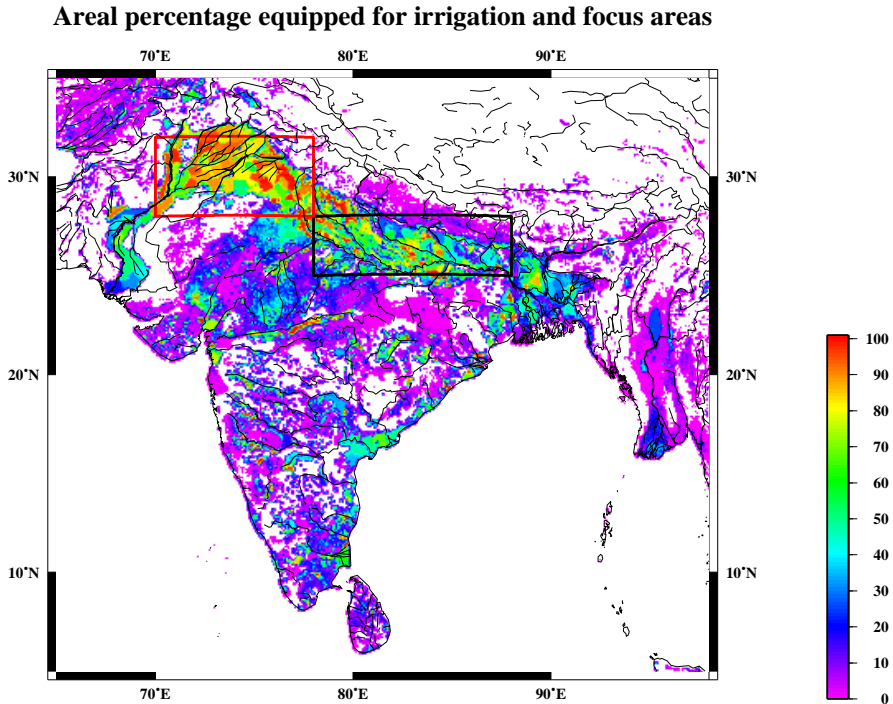 Areal percentage equipped for irrigation and focus areas
70˚E 80˚E 90˚E
30˚N 30˚N
20˚N 20˚N
10˚N 10˚N
70˚E 80˚E 90˚E
100
90
80
70
60
50
40
30
20
10
0